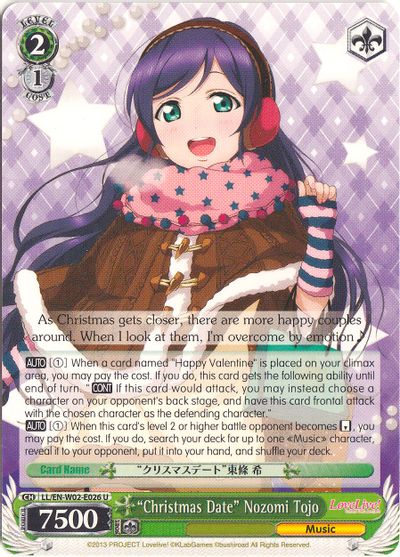 LEVEL
2
1
COST
As Christmas gets closer, there are more happy couples
around. When I look at them, I'm overcome by emotion♪
AUTO [①] When a card named "Happy Valentine" is placed on your climax
area, you may pay the cost. If you do, this card gets the following ability until
end of turn. "CONT If this card would attack, you may instead choose a
character on your opponent's back stage, and have this card frontal attack
with the chosen character as the defending character."
AUTO [①] When this card's level 2 or higher battle opponent becomes [▼], you
may pay the cost. If you do, search your deck for up to one «Music» character,
reveal it to your opponent, put it into your hand, and shuffle your deck.
Card Name
"クリスマスデート"東條 希
CH LL/EN-W02-E026 U
"Christmas Date" Nozomi Tojo
LoveLive!
7500
Music
©2013 PROJECT Lovelive! ©KLabGames ©bushiroad All Rights Reserved.